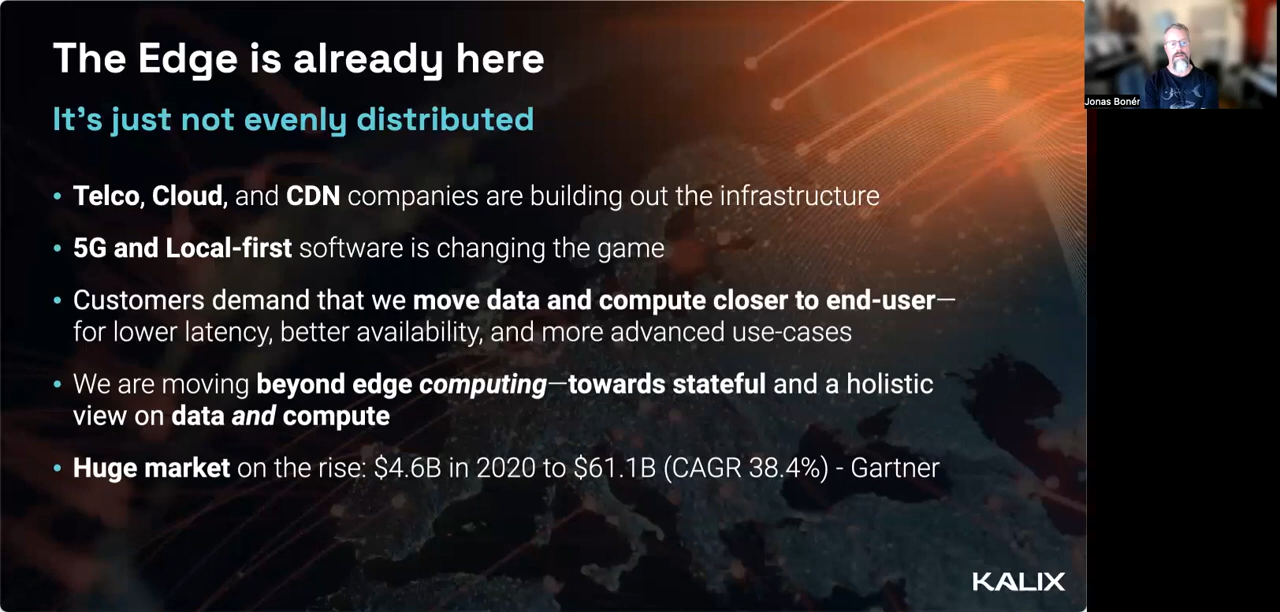 The Edge is already here
It's just not evenly distributed
• Telco, Cloud, and CDN companies are building out the infrastructure
• 5G and Local-first software is changing the game
• Customers demand that we move data and compute closer to end-user—
for lower latency, better availability, and more advanced use-cases
• We are moving beyond edge computing—towards stateful and a holistic
view on data and compute
• Huge market on the rise: $4.6B in 2020 to $61.1B (CAGR 38.4%) - Gartner
KALIX
Jonas Bonér